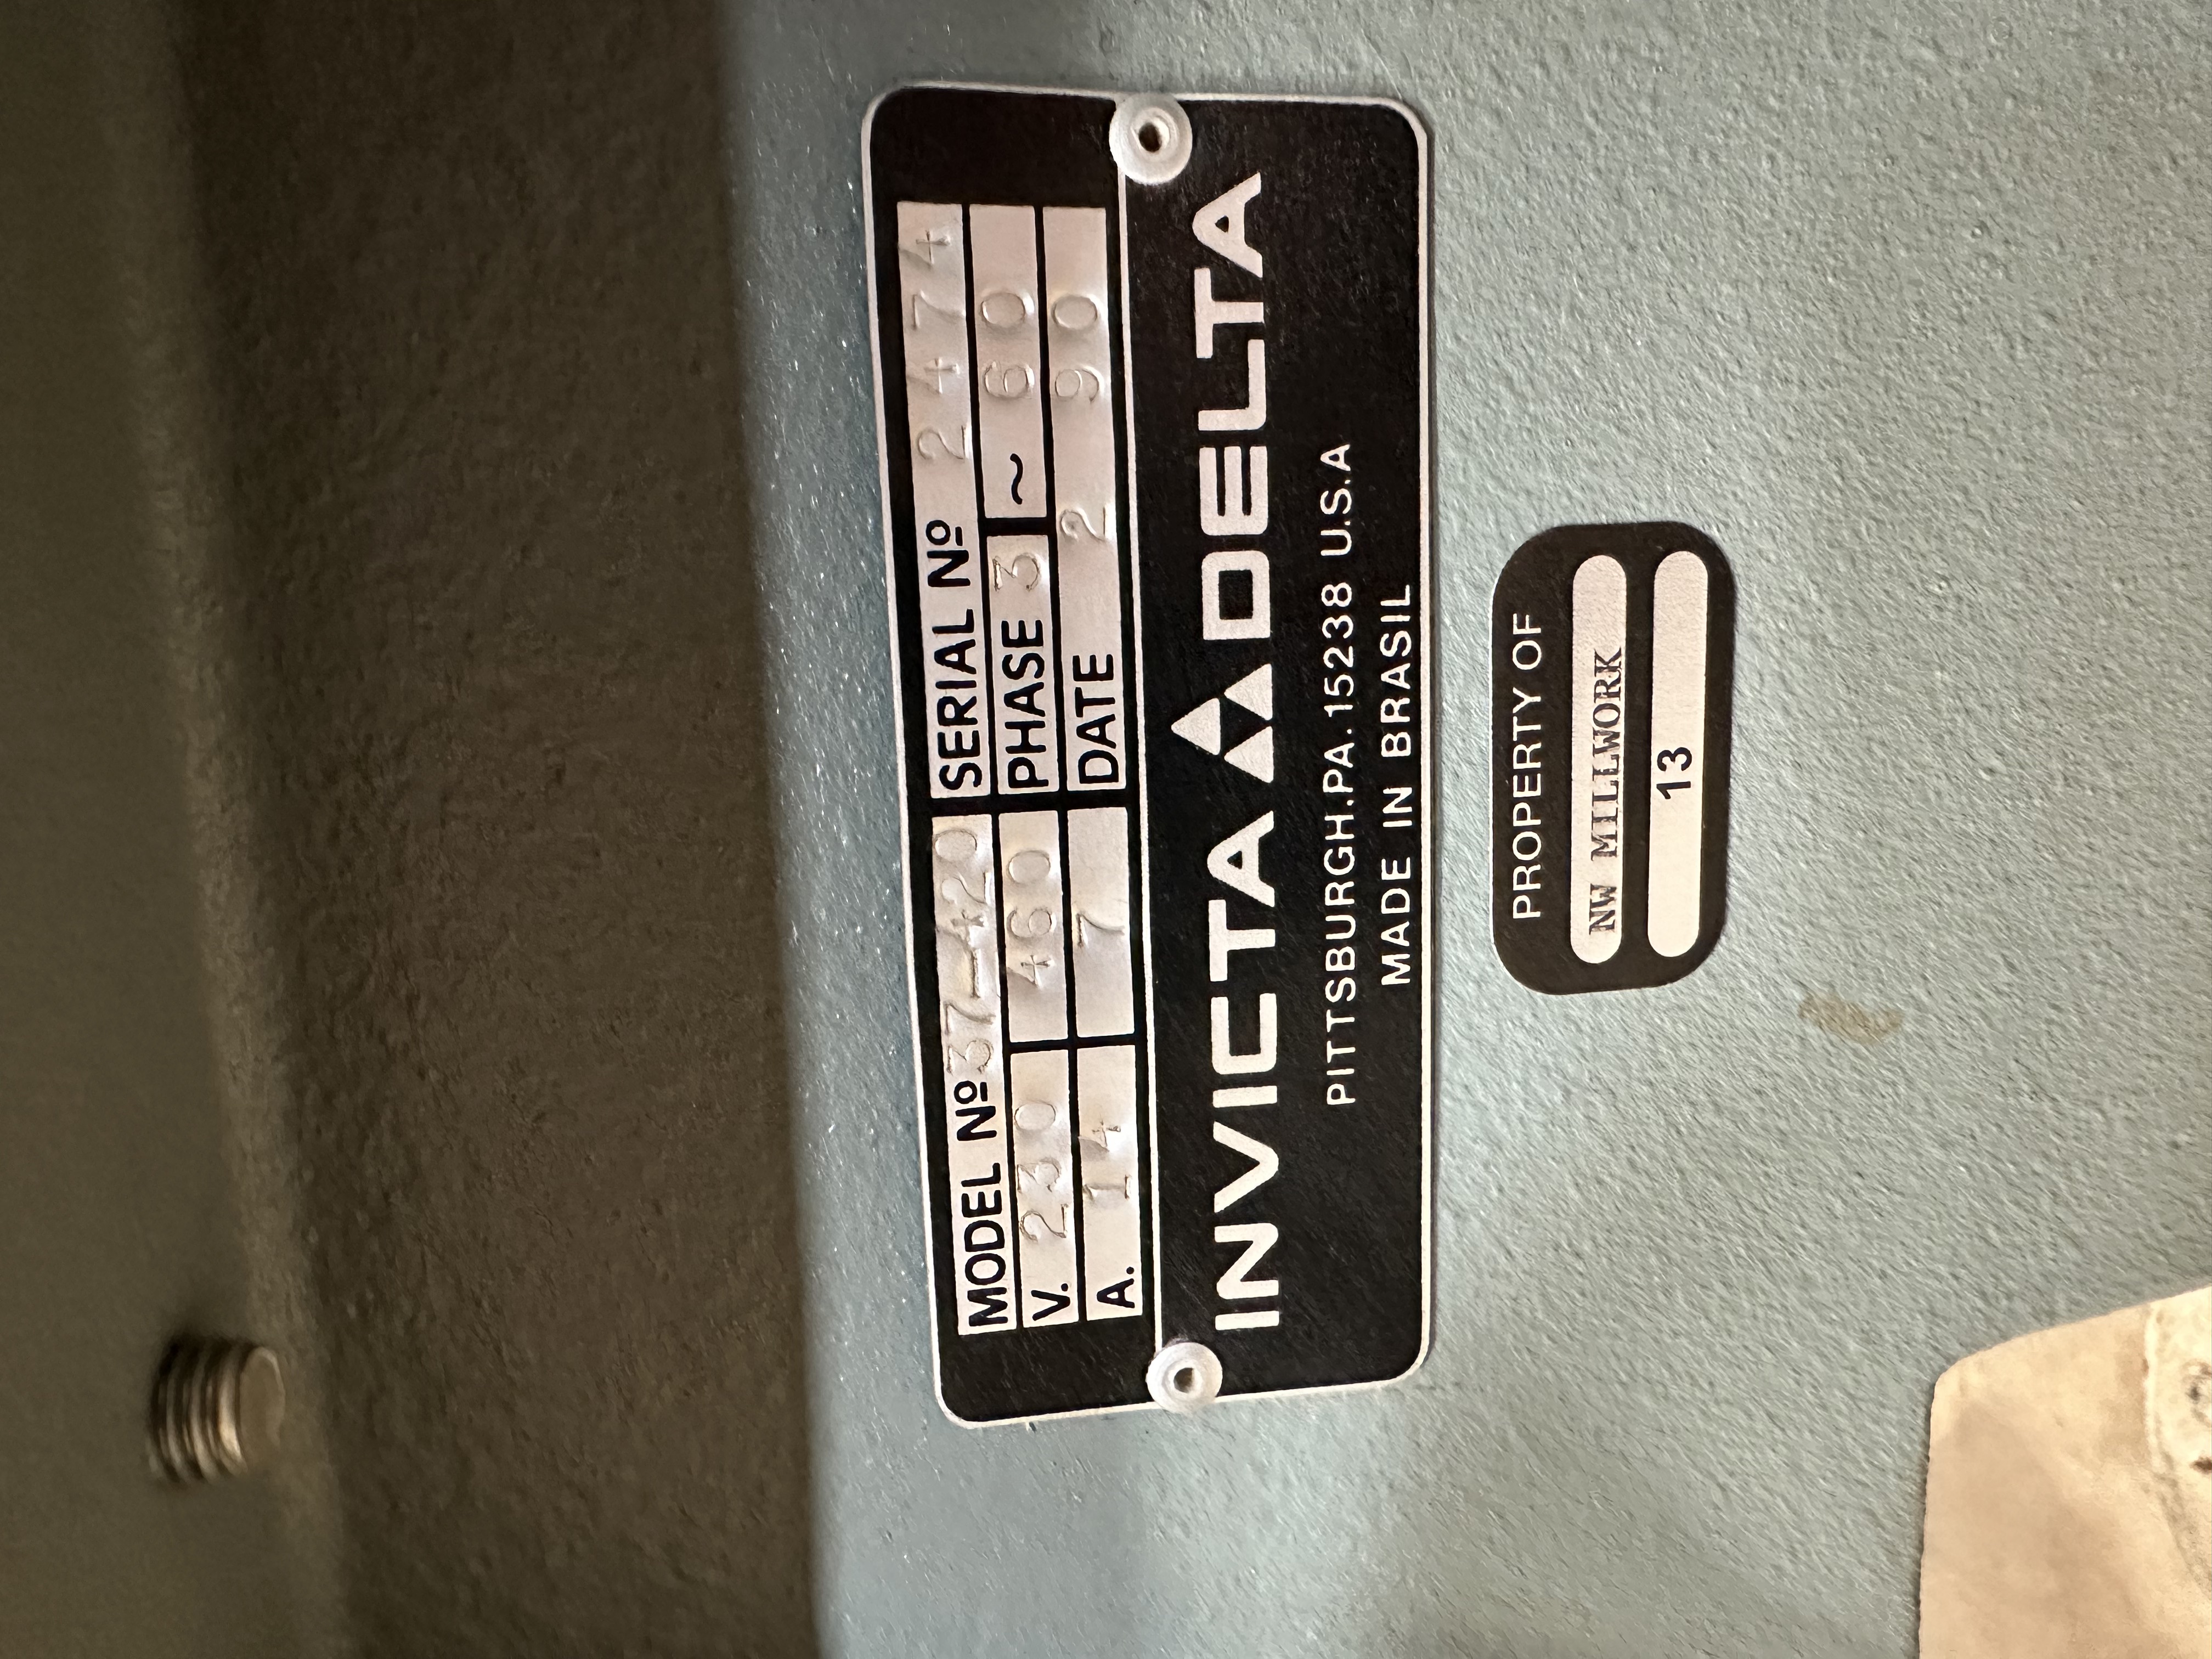 MODEL Nº 37-420 SERIAL Nº 2474
V. 230 460 PHASE 3 ~ 60
A. 14 7 DATE 2 90
INVICTA DELTA
PITTSBURGH.PA.15238 U.S.A
MADE IN BRASIL
PROPERTY OF
NW MILLWORK
13